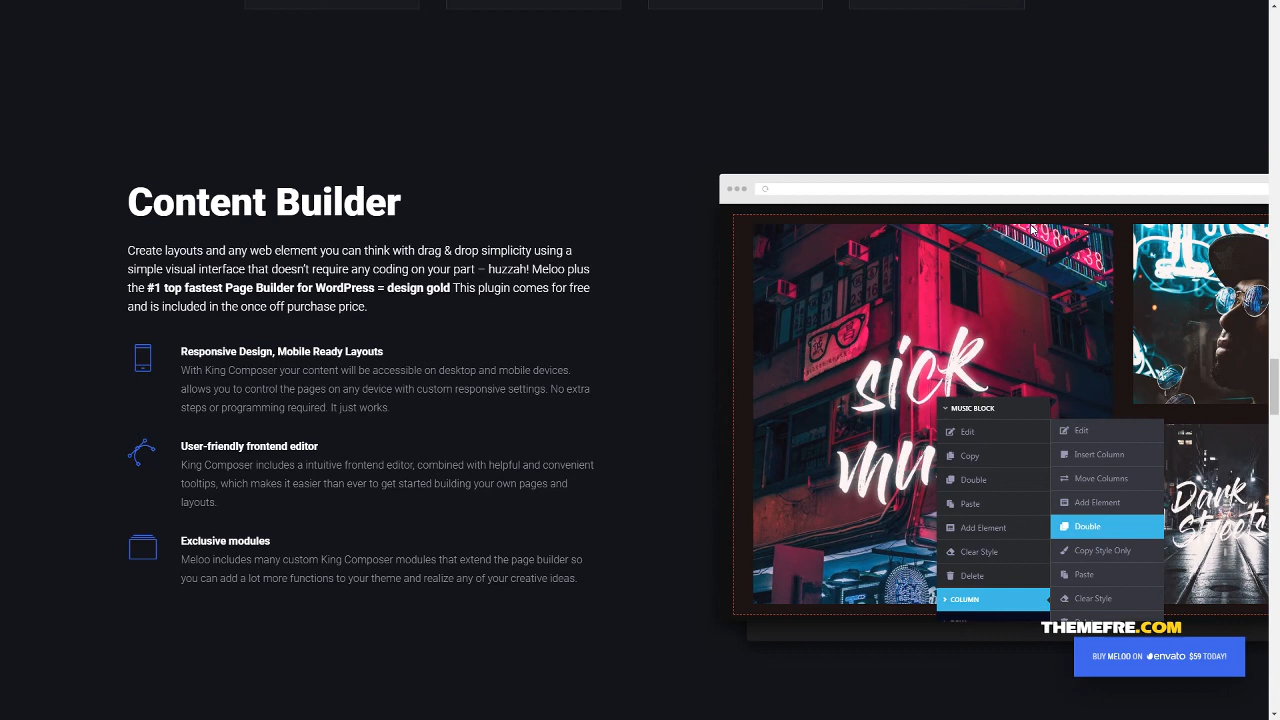 Content Builder
Create layouts and any web element you can think with drag & drop simplicity using a
simple visual interface that doesn't require any coding on your part – huzzah! Meloo plus
the #1 top fastest Page Builder for WordPress = design gold This plugin comes for free
and is included in the once off purchase price.
Responsive Design, Mobile Ready Layouts
With King Composer your content will be accessible on desktop and mobile devices.
allows you to control the pages on any device with custom responsive settings. No extra
steps or programming required. It just works.
User-friendly frontend editor
King Composer includes a intuitive frontend editor, combined with helpful and convenient
tooltips, which makes it easier than ever to get started building your own pages and
layouts.
Exclusive modules
Meloo includes many custom King Composer modules that extend the page builder so
you can add a lot more functions to your theme and realize any of your creative ideas.
sick
mu
MUSIC BLOCK
Edit
Copy
Double
Paste
Add Element
Clear Style
Delete
COLUMN
Edit
Insert Column
Move Columns
Add Element
Double
Copy Style Only
Paste
Clear Style
Dark
Streets
THEMEFRE.COM
BUY MELOO ON envato $59 TODAY!